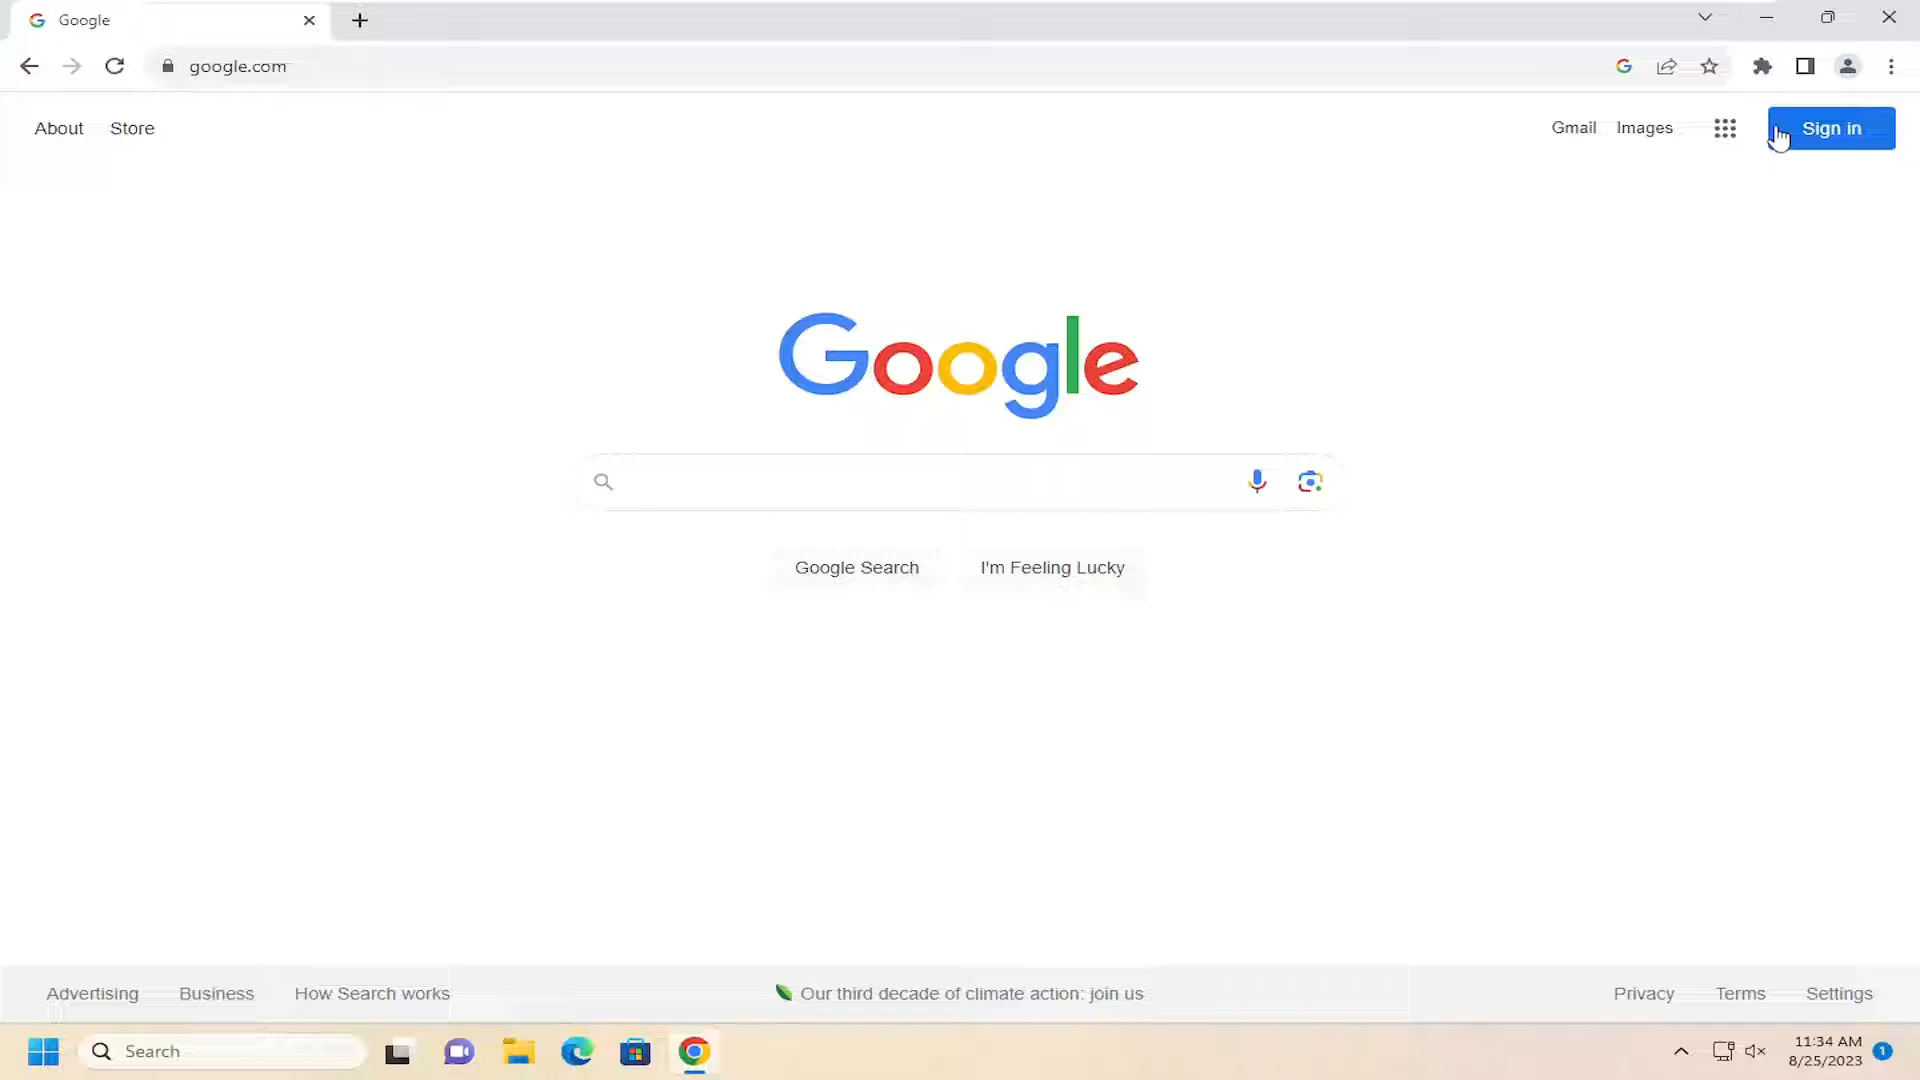 Google
google.com
About Store
Gmail Images Sign in
Google
Google Search I'm Feeling Lucky
Advertising Business How Search works
Our third decade of climate action: join us
Privacy Terms Settings
Search
11:34 AM
8/25/2023
1